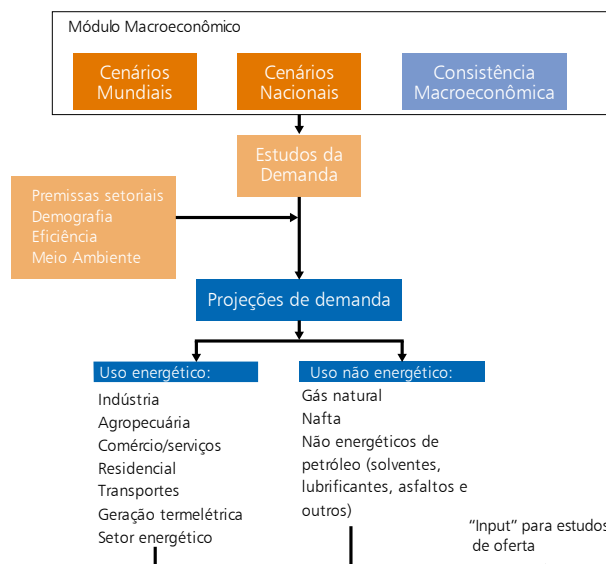 Módulo Macroeconômico
Cenários
Mundiais
Cenários
Nacionais
Consistência
Macroeconômica
Estudos da
Demanda
Premissas setoriais
Demografia
Eficiência
Meio Ambiente
Projeções de demanda
Uso energético:
Indústria
Agropecuária
Comércio/serviços
Residencial
Transportes
Geração termelétrica
Setor energético
Uso não energético:
Gás natural
Nafta
Não energéticos de
petróleo (solventes,
lubrificantes, asfaltos e
outros)
“Input” para estudos
de oferta